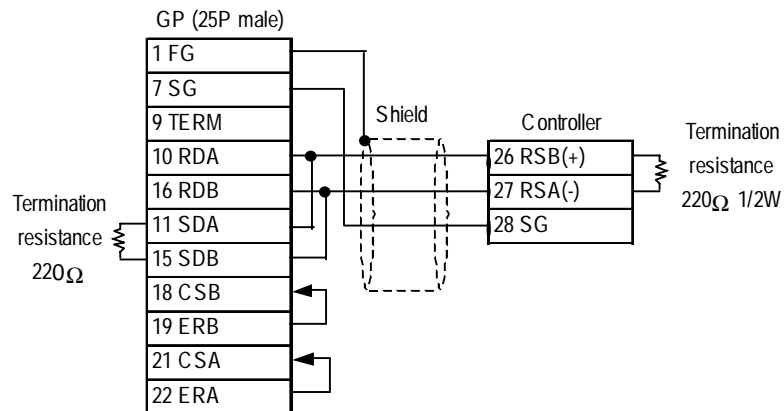 GP (25P male)
1 FG
7 SG
9 TERM
10 RDA
16 RDB
11 SDA
15 SDB
18 CSB
19 ERB
21 CSA
22 ERA
Termination
resistance
220Ω
Shield
Controller
26 RSB(+)
27 RSA(-)
28 SG
Termination
resistance
220Ω 1/2W